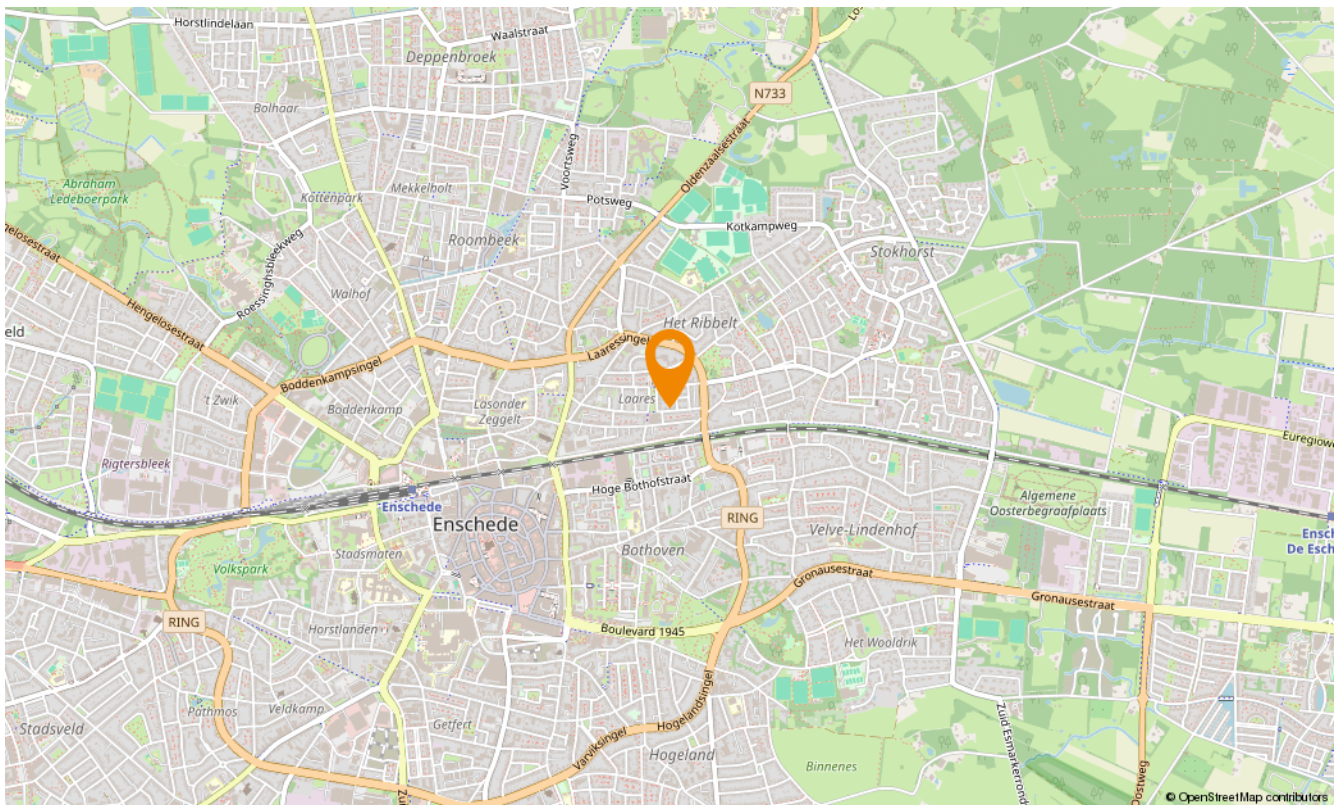 Horstlindelaan
Waalstraat
Deppenbroek
N733
Bolhaar
Voortsweg
Oldenzaalsestraat
Abraham
Ledeboerpark
Mekkelholt
Kottenpark
Potsweg
Kotkampweg
Roombeek
Stokhorst
Roessinghsbleekweg
Walhof
Hengelosestraat
Het Ribbelt
Laaressingel
Boddenkampsingel
't Zwik
Boddenkamp
Lasonder
Zeggelt
Laares
Rigtersbleek
Hoge Bothofstraat
Enschede
Enschede
RING
Algemene
Oosterbegraafplaats
Velve-Lindenhof
Stadsmaten
Bothoven
Volkspark
Gronausestraat
Gronausestraat
RING
Horstlanden
Boulevard 1945
Het Wooldrik
Pathmos
Veldkamp
Getfert
Hogelandsingel
Varviksingel
Stadsveld
Hogeland
Binnenes
Zuid Esmarkerrond
Oostweg
© OpenStreetMap contributors